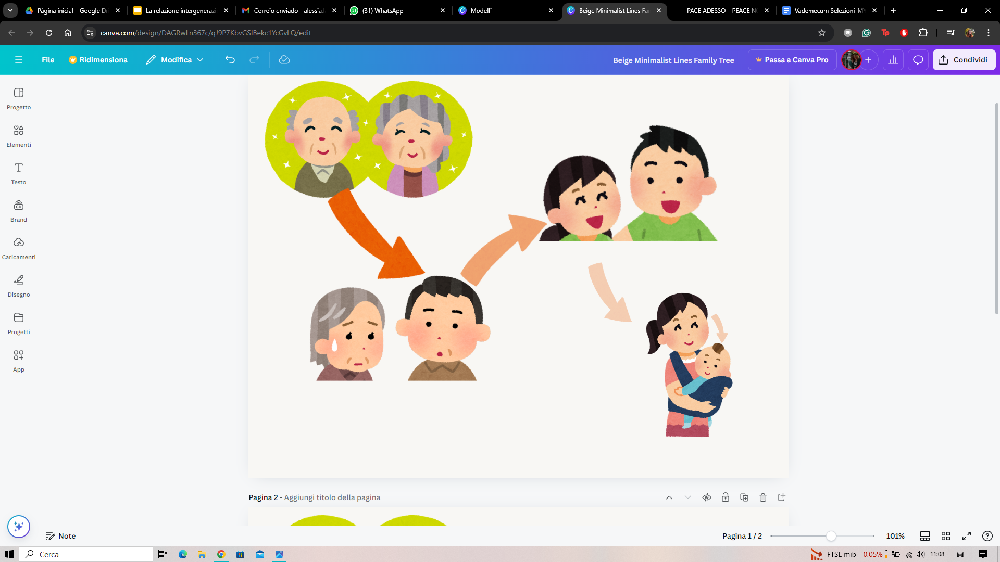 Página inicial – Google Dr
La relazione intergenerazi
Correio enviado - alessia.l
(31) WhatsApp
Modelli
Beige Minimalist Lines Fa
PACE ADESSO – PEACE N
Vademecum Selezioni_M
canva.com/design/DAGRwLn367c/qJ9P7KbvGSIBekc1YcGvLQ/edit
File
Ridimensiona
Modifica
Beige Minimalist Lines Family Tree
Passa a Canva Pro
Condividi
Progetto
Elementi
Testo
Brand
Caricamenti
Disegno
Progetti
App
Pagina 2 - Aggiungi titolo della pagina
Note
Pagina 1 / 2
101%
Cerca
FTSE mib -0,05%
11:08